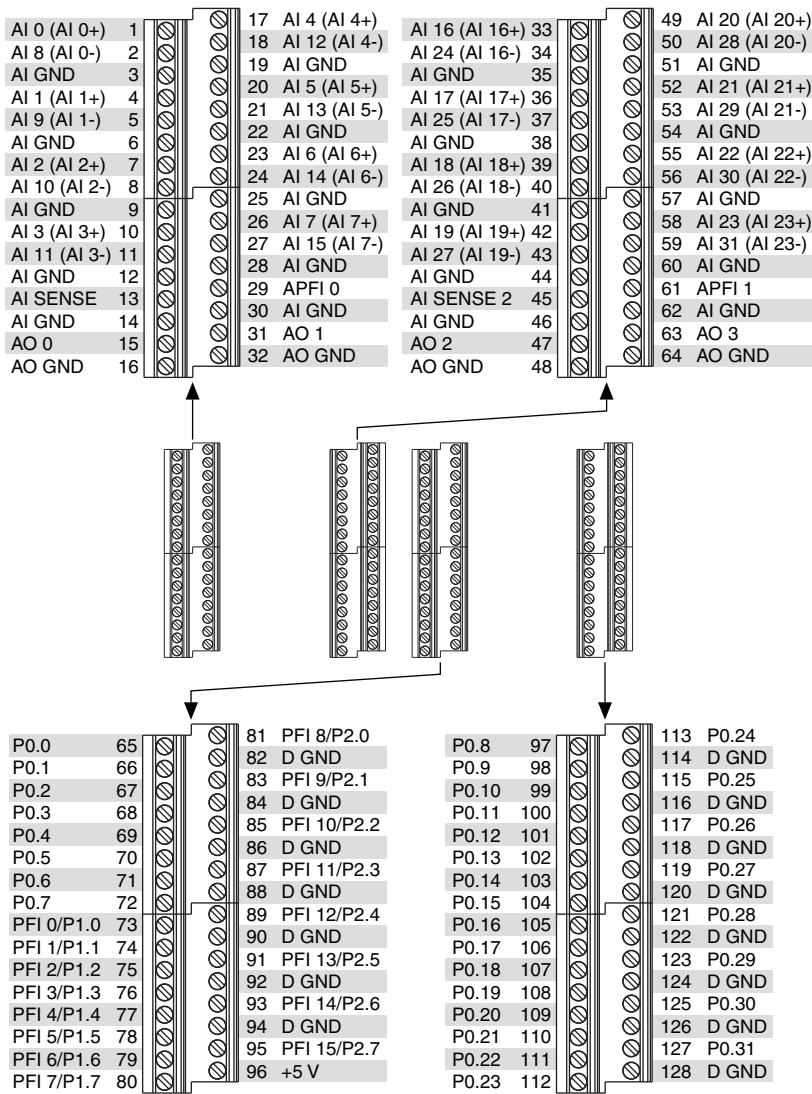 AI 0 (AI 0+) 1
AI 8 (AI 0-) 2
AI GND 3
AI 1 (AI 1+) 4
AI 9 (AI 1-) 5
AI GND 6
AI 2 (AI 2+) 7
AI 10 (AI 2-) 8
AI GND 9
AI 3 (AI 3+) 10
AI 11 (AI 3-) 11
AI GND 12
AI SENSE 13
AI GND 14
AO 0 15
AO GND 16
17 AI 4 (AI 4+)
18 AI 12 (AI 4-)
19 AI GND
20 AI 5 (AI 5+)
21 AI 13 (AI 5-)
22 AI GND
23 AI 6 (AI 6+)
24 AI 14 (AI 6-)
25 AI GND
26 AI 7 (AI 7+)
27 AI 15 (AI 7-)
28 AI GND
29 APFI 0
30 AI GND
31 AO 1
32 AO GND
AI 16 (AI 16+) 33
AI 24 (AI 16-) 34
AI GND 35
AI 17 (AI 17+) 36
AI 25 (AI 17-) 37
AI GND 38
AI 18 (AI 18+) 39
AI 26 (AI 18-) 40
AI GND 41
AI 19 (AI 19+) 42
AI 27 (AI 19-) 43
AI GND 44
AI SENSE 2 45
AI GND 46
AO 2 47
AO GND 48
49 AI 20 (AI 20+)
50 AI 28 (AI 20-)
51 AI GND
52 AI 21 (AI 21+)
53 AI 29 (AI 21-)
54 AI GND
55 AI 22 (AI 22+)
56 AI 30 (AI 22-)
57 AI GND
58 AI 23 (AI 23+)
59 AI 31 (AI 23-)
60 AI GND
61 APFI 1
62 AI GND
63 AO 3
64 AO GND
P0.0 65
P0.1 66
P0.2 67
P0.3 68
P0.4 69
P0.5 70
P0.6 71
P0.7 72
PFI 0/P1.0 73
PFI 1/P1.1 74
PFI 2/P1.2 75
PFI 3/P1.3 76
PFI 4/P1.4 77
PFI 5/P1.5 78
PFI 6/P1.6 79
PFI 7/P1.7 80
81 PFI 8/P2.0
82 D GND
83 PFI 9/P2.1
84 D GND
85 PFI 10/P2.2
86 D GND
87 PFI 11/P2.3
88 D GND
89 PFI 12/P2.4
90 D GND
91 PFI 13/P2.5
92 D GND
93 PFI 14/P2.6
94 D GND
95 PFI 15/P2.7
96 +5 V
P0.8 97
P0.9 98
P0.10 99
P0.11 100
P0.12 101
P0.13 102
P0.14 103
P0.15 104
P0.16 105
P0.17 106
P0.18 107
P0.19 108
P0.20 109
P0.21 110
P0.22 111
P0.23 112
113 P0.24
114 D GND
115 P0.25
116 D GND
117 P0.26
118 D GND
119 P0.27
120 D GND
121 P0.28
122 D GND
123 P0.29
124 D GND
125 P0.30
126 D GND
127 P0.31
128 D GND